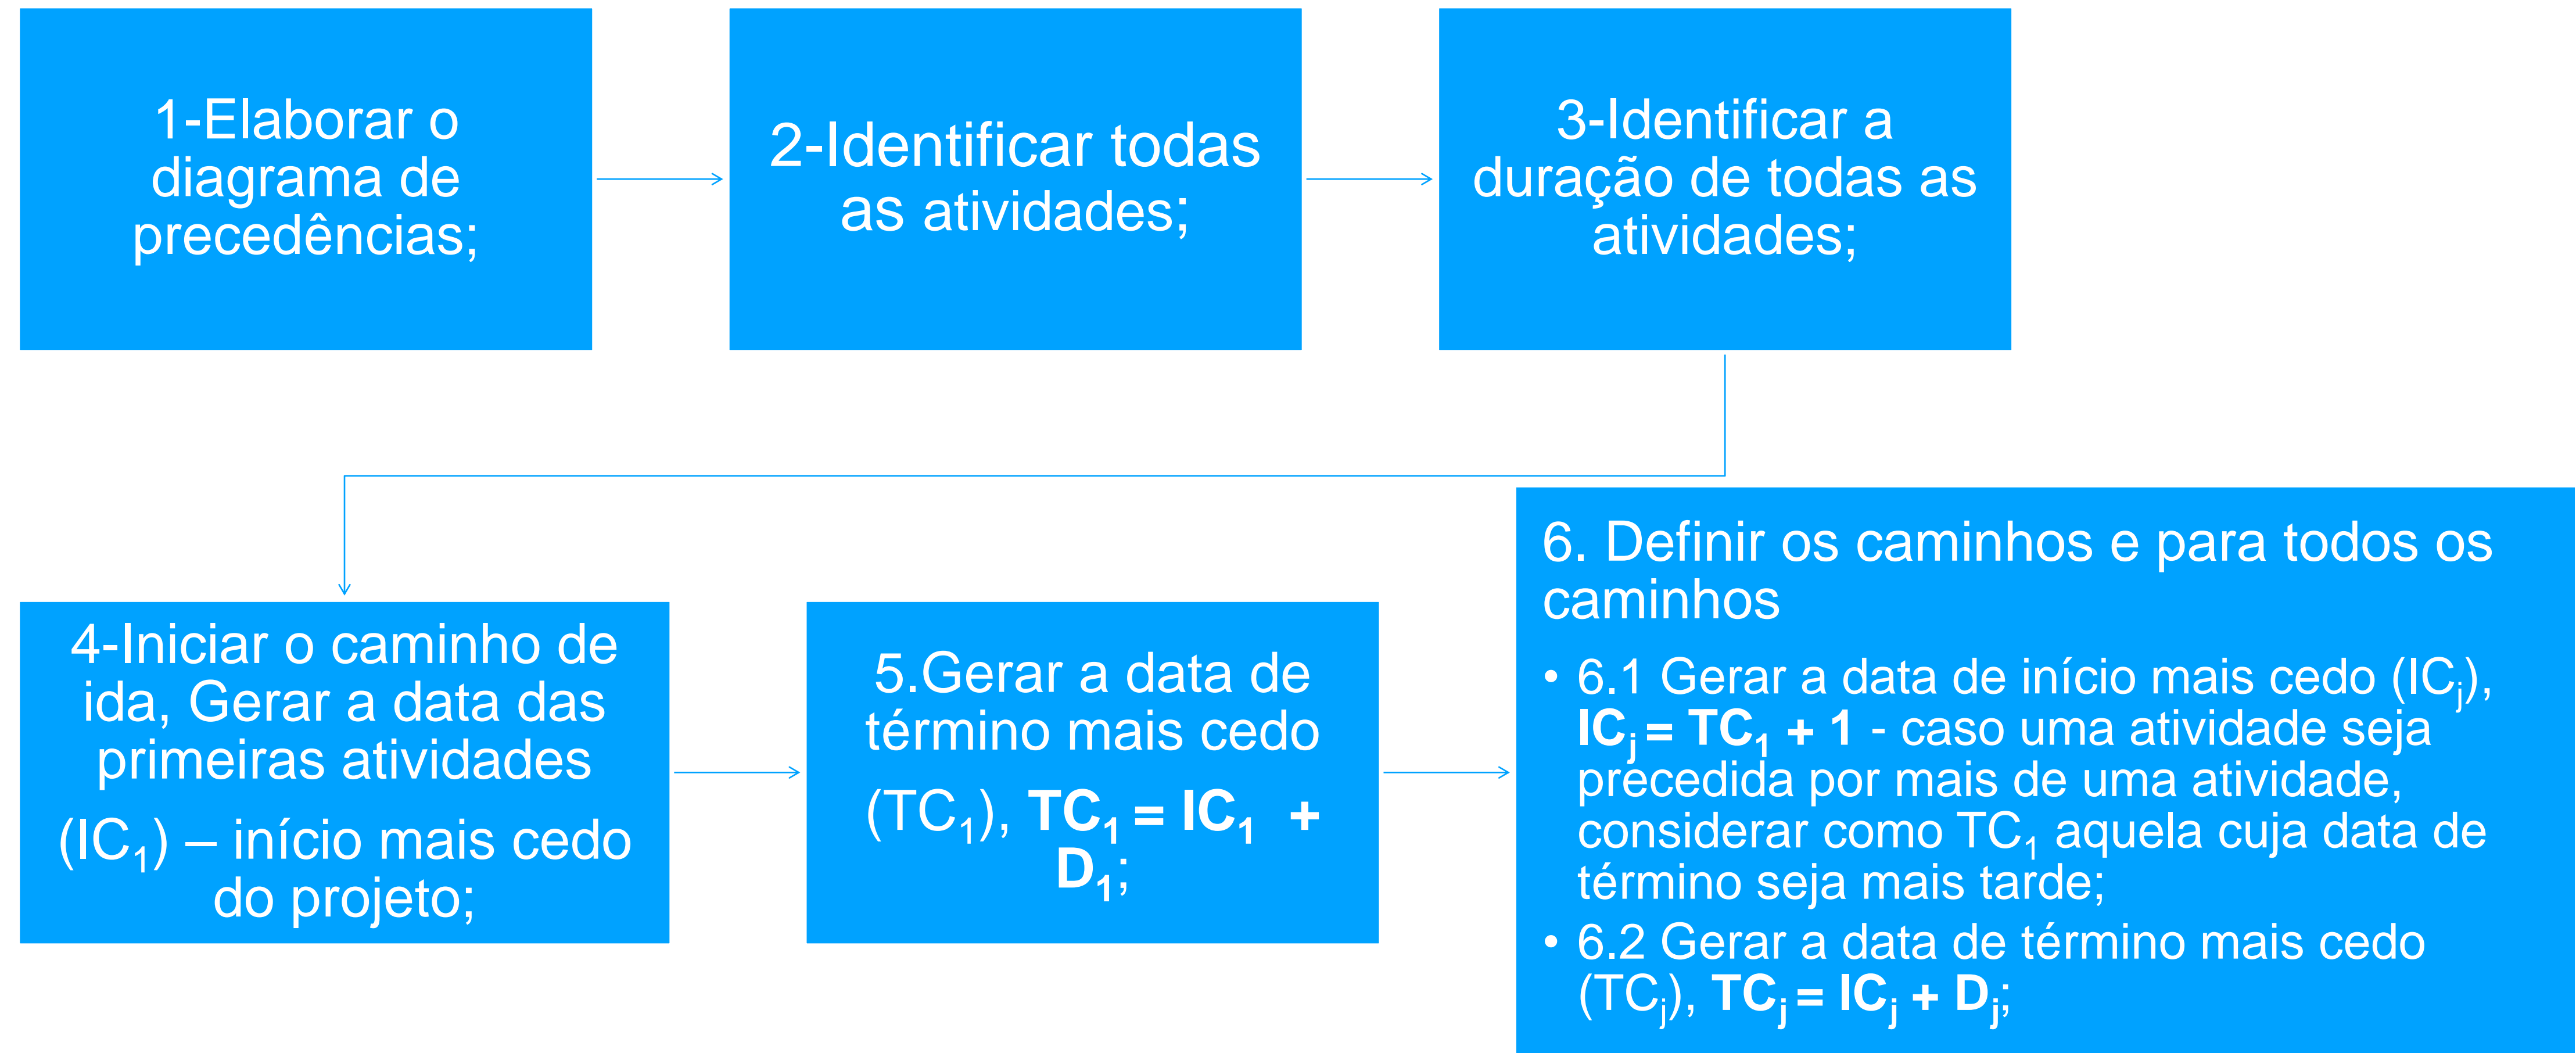 1-Elaborar o
diagrama de
precedências;
2-Identificar todas
as atividades;
3-Identificar a
duração de todas as
atividades;
4-Iniciar o caminho de
ida, Gerar a data das
primeiras atividades
(IC₁) – início mais cedo
do projeto;
5.Gerar a data de
término mais cedo
(TC₁), TC₁ = IC₁ +
D₁;
6. Definir os caminhos e para todos os
caminhos
• 6.1 Gerar a data de início mais cedo (ICⱼ),
ICⱼ = TC₁ + 1 - caso uma atividade seja
precedida por mais de uma atividade,
considerar como TC₁ aquela cuja data de
término seja mais tarde;
• 6.2 Gerar a data de término mais cedo
(TCⱼ), TCⱼ = ICⱼ + Dⱼ;